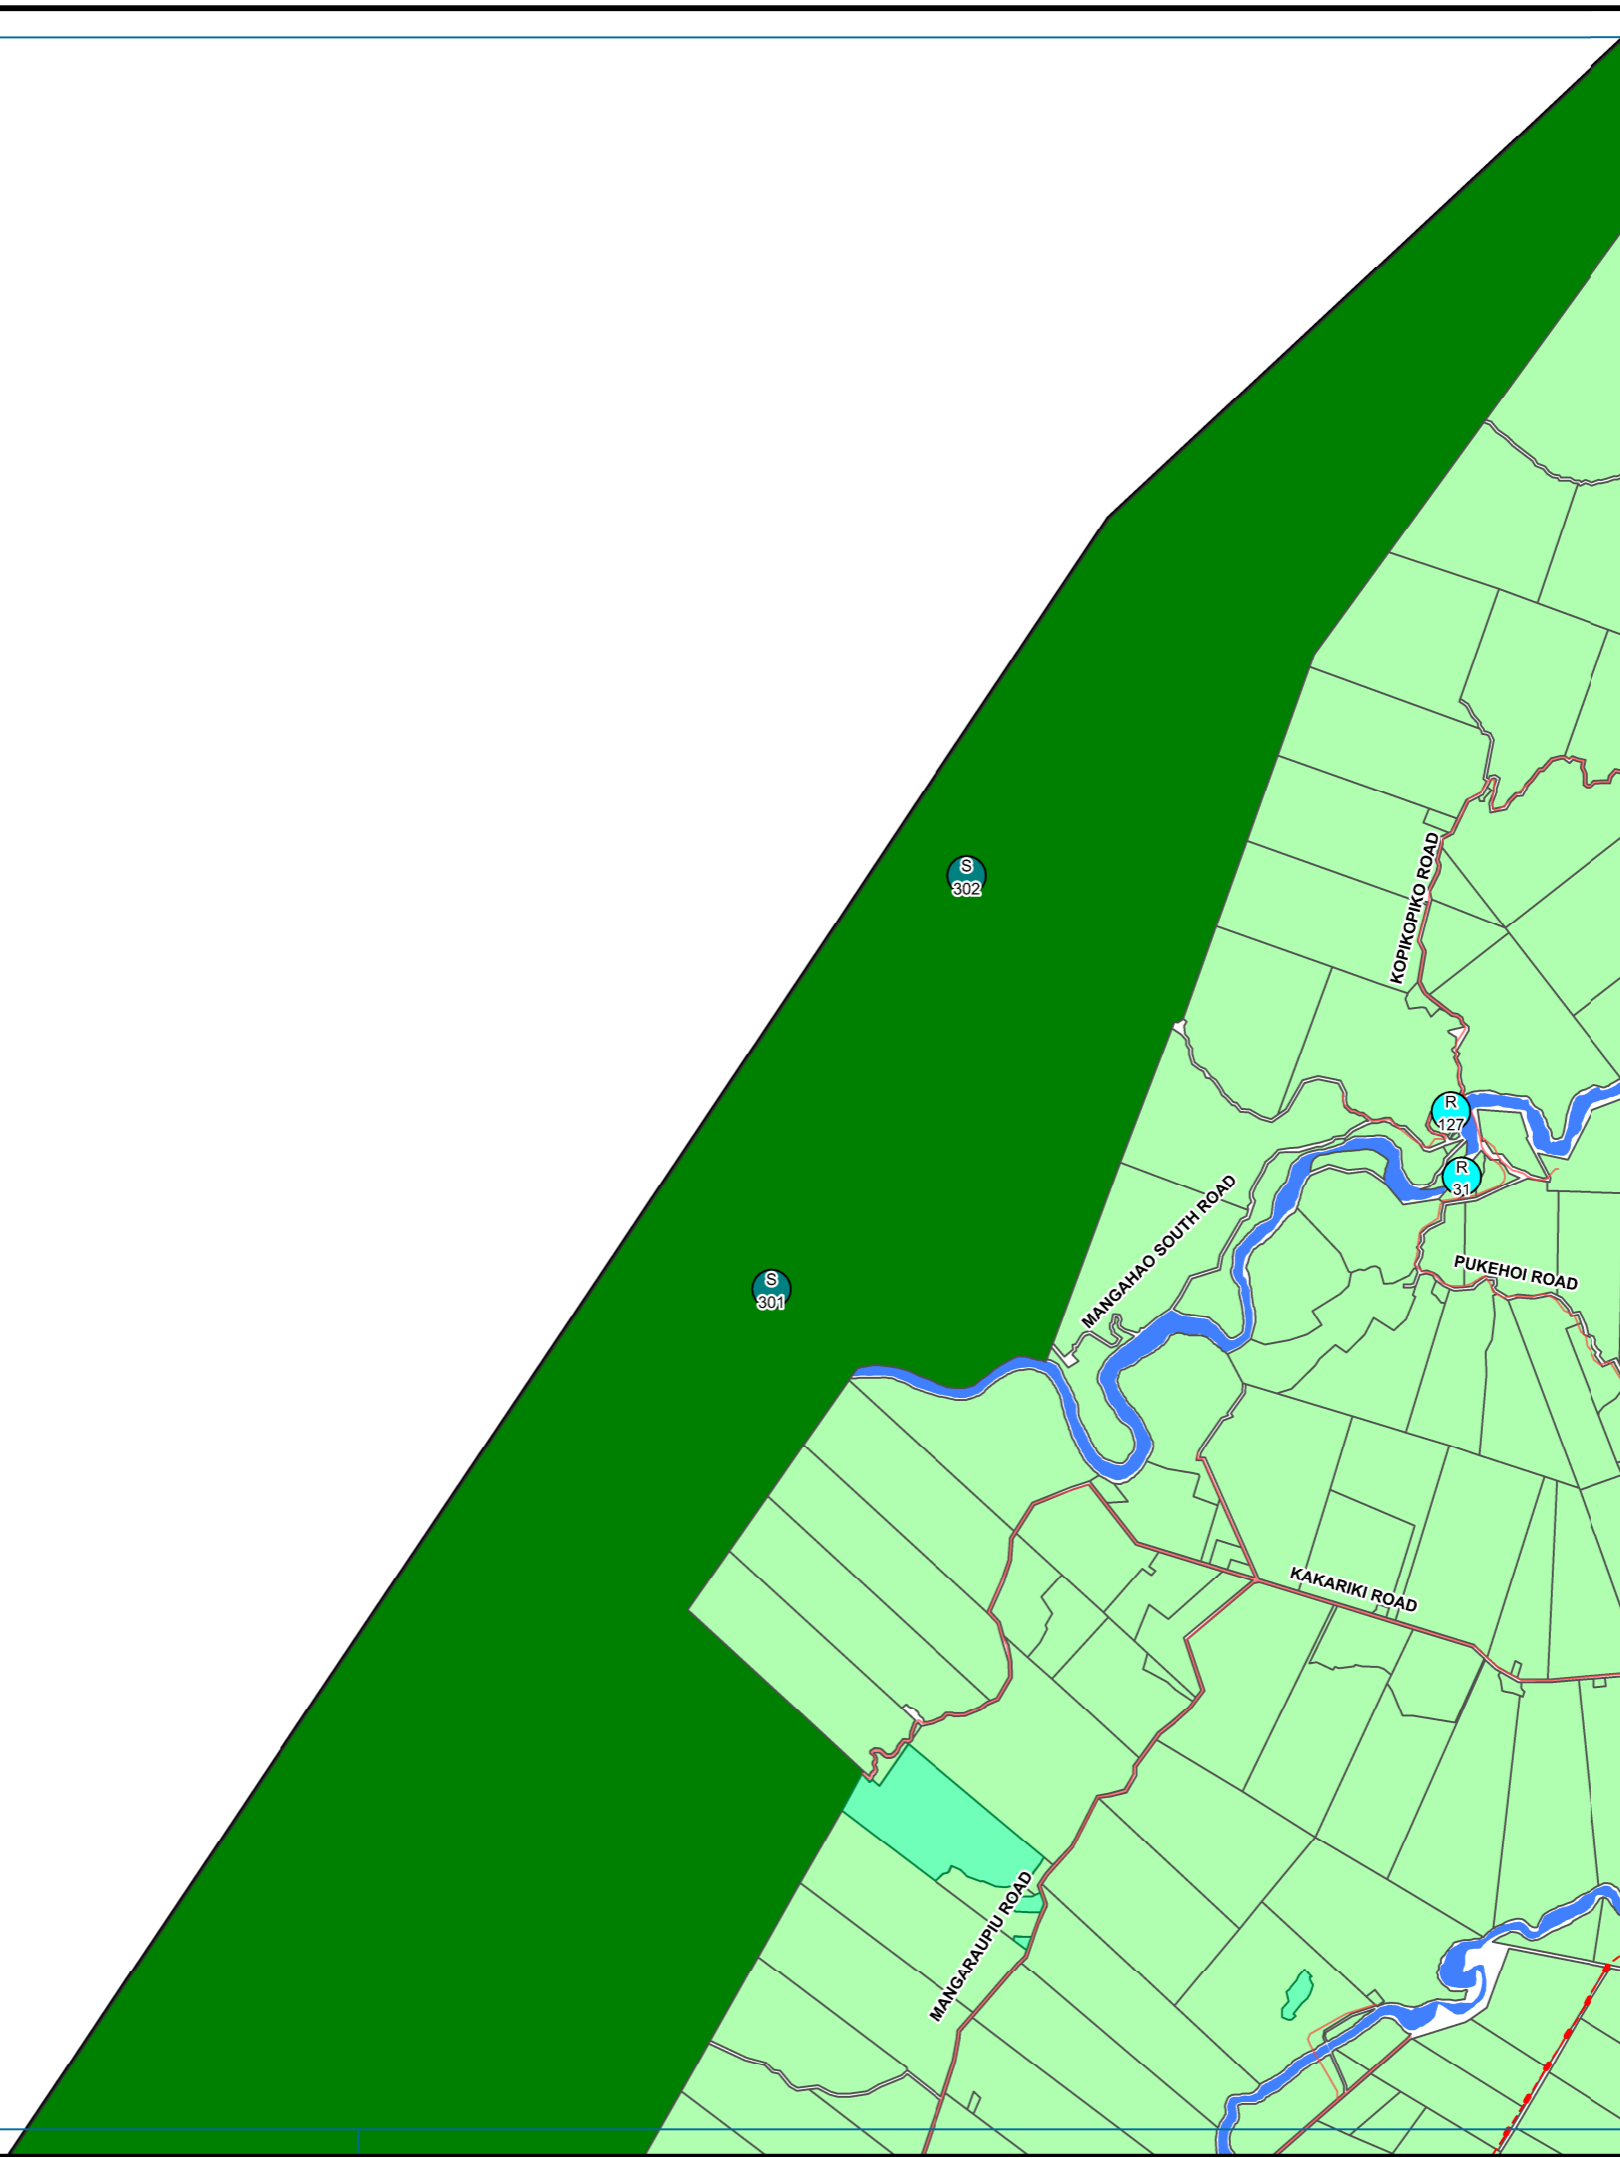 KOPIKOPIKO ROAD
S
302
R
127
R
31
MANGAHAO SOUTH ROAD
PUKEHOI ROAD
S
301
KAKARIKI ROAD
MANGARAUPIU ROAD